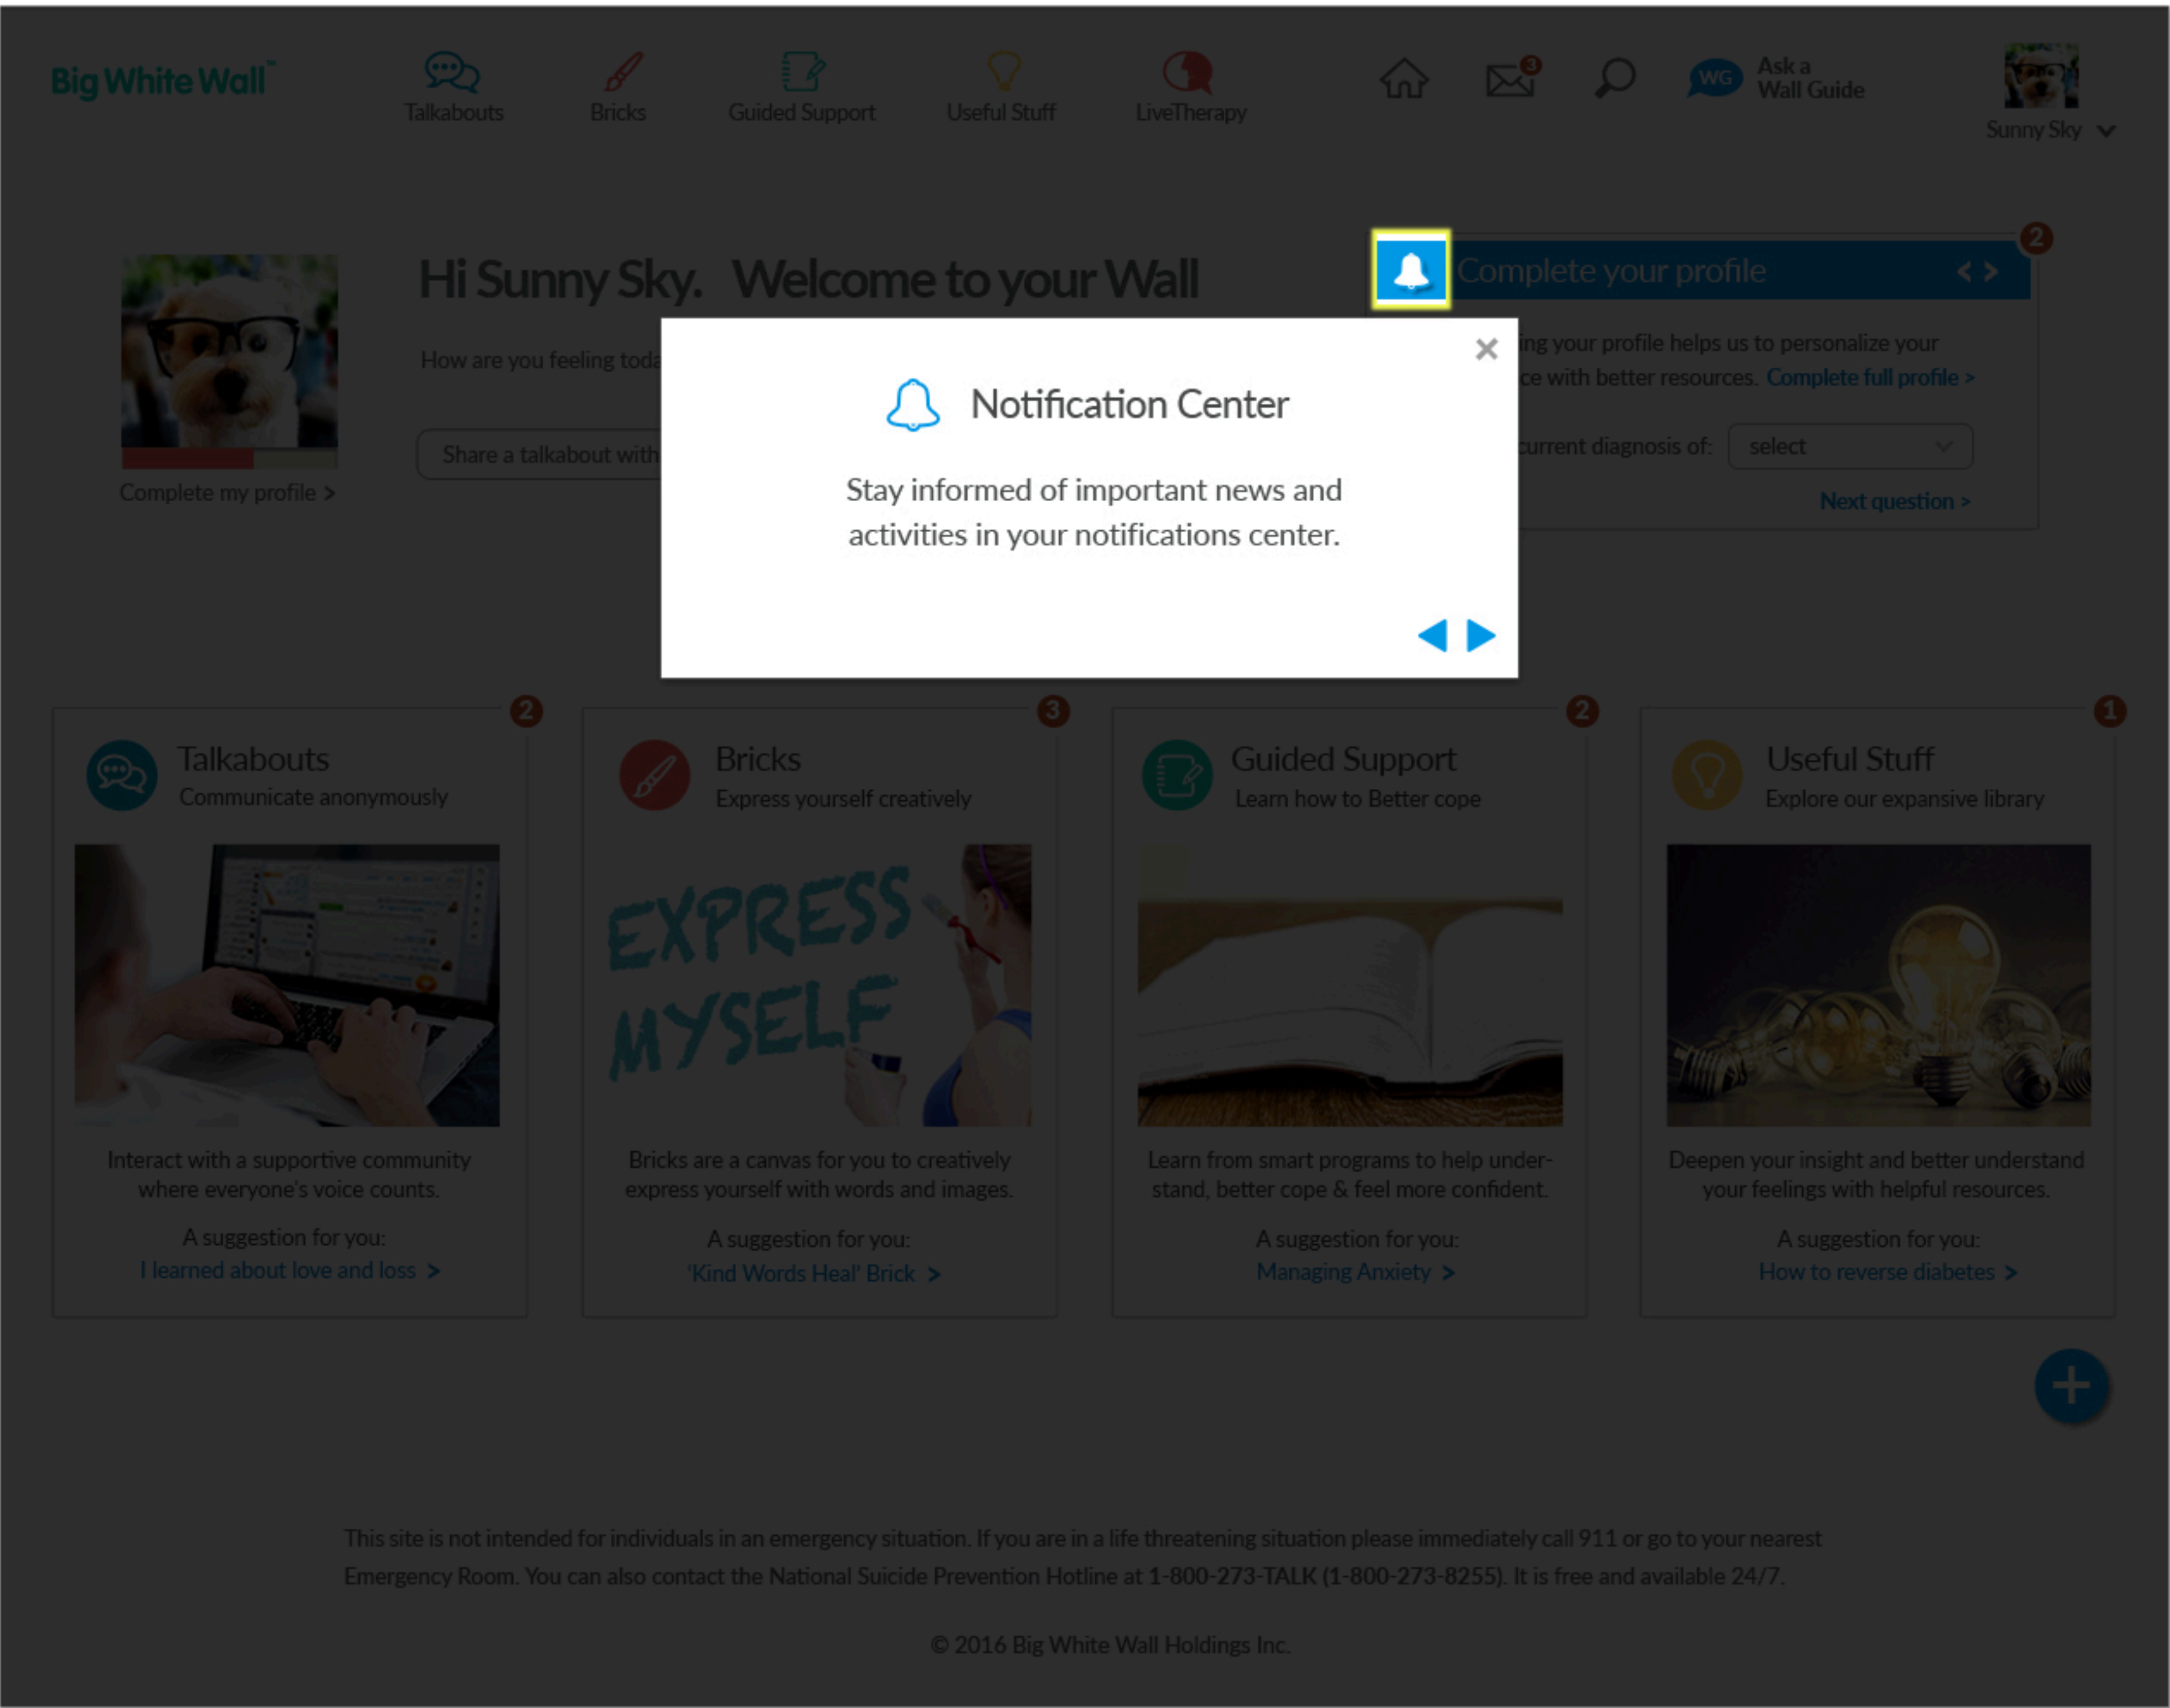 Big White Wall™
Talkabouts
Bricks
Guided Support
Useful Stuff
LiveTherapy
3
WG
Ask a
Wall Guide
Sunny Sky
Complete my profile >
Hi Sunny Sky. Welcome to your Wall
How are you feeling toda
Share a talkabout with
2
Complete your profile < >
ing your profile helps us to personalize your
ce with better resources. Complete full profile >
current diagnosis of: select
Next question >
Notification Center
Stay informed of important news and
activities in your notifications center.
2
Talkabouts
Communicate anonymously
Interact with a supportive community
where everyone's voice counts.
A suggestion for you:
I learned about love and loss >
3
Bricks
Express yourself creatively
EXPRESS
MYSELF
Bricks are a canvas for you to creatively
express yourself with words and images.
A suggestion for you:
'Kind Words Heal' Brick >
2
Guided Support
Learn how to Better cope
Learn from smart programs to help under-
stand, better cope & feel more confident.
A suggestion for you:
Managing Anxiety >
1
Useful Stuff
Explore our expansive library
Deepen your insight and better understand
your feelings with helpful resources.
A suggestion for you:
How to reverse diabetes >
This site is not intended for individuals in an emergency situation. If you are in a life threatening situation please immediately call 911 or go to your nearest
Emergency Room. You can also contact the National Suicide Prevention Hotline at 1-800-273-TALK (1-800-273-8255). It is free and available 24/7.
© 2016 Big White Wall Holdings Inc.